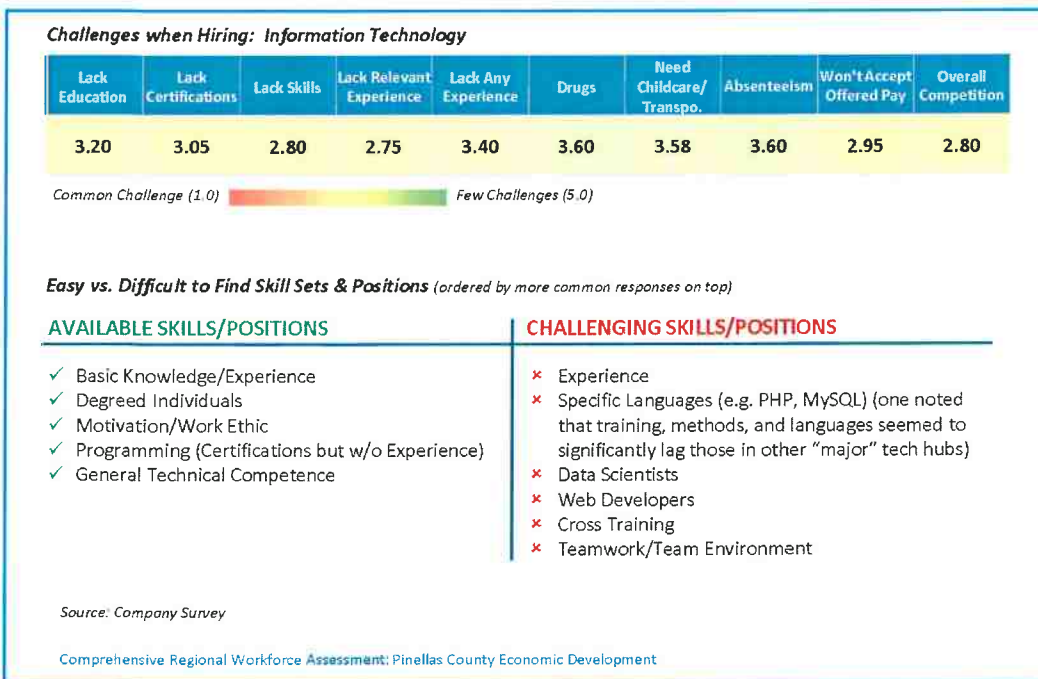 Challenges when Hiring: Information Technology
Lack Education Lack Certifications Lack Skills Lack Relevant Experience Lack Any Experience Drugs Need Childcare/ Transpo. Absenteeism Won't Accept Offered Pay Overall Competition
3.20 3.05 2.80 2.75 3.40 3.60 3.58 3.60 2.95 2.80
Common Challenge (1.0) Few Challenges (5.0)
Easy vs. Difficult to Find Skill Sets & Positions (ordered by more common responses on top)
AVAILABLE SKILLS/POSITIONS
✓ Basic Knowledge/Experience
✓ Degreed Individuals
✓ Motivation/Work Ethic
✓ Programming (Certifications but w/o Experience)
✓ General Technical Competence
CHALLENGING SKILLS/POSITIONS
× Experience
× Specific Languages (e.g. PHP, MySQL) (one noted
that training, methods, and languages seemed to
significantly lag those in other "major" tech hubs)
× Data Scientists
× Web Developers
× Cross Training
× Teamwork/Team Environment
Source: Company Survey
Comprehensive Regional Workforce Assessment: Pinellas County Economic Development